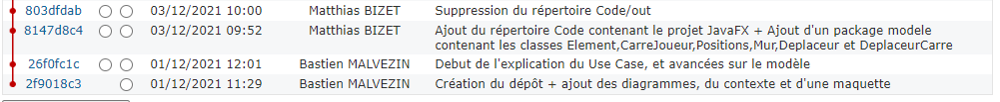 803dfdab 03/12/2021 10:00 Matthias BIZET Suppression du répertoire Code/out
8147d8c4 03/12/2021 09:52 Matthias BIZET Ajout du répertoire Code contenant le projet JavaFX + Ajout d'un package modele
contenant les classes Element,CarreJoueur,Positions,Mur,Deplaceur et DeplaceurCarre
26f0fc1c 01/12/2021 12:01 Bastien MALVEZIN Debut de l'explication du Use Case, et avancées sur le modèle
2f9018c3 01/12/2021 11:29 Bastien MALVEZIN Création du dépôt + ajout des diagrammes, du contexte et d'une maquette